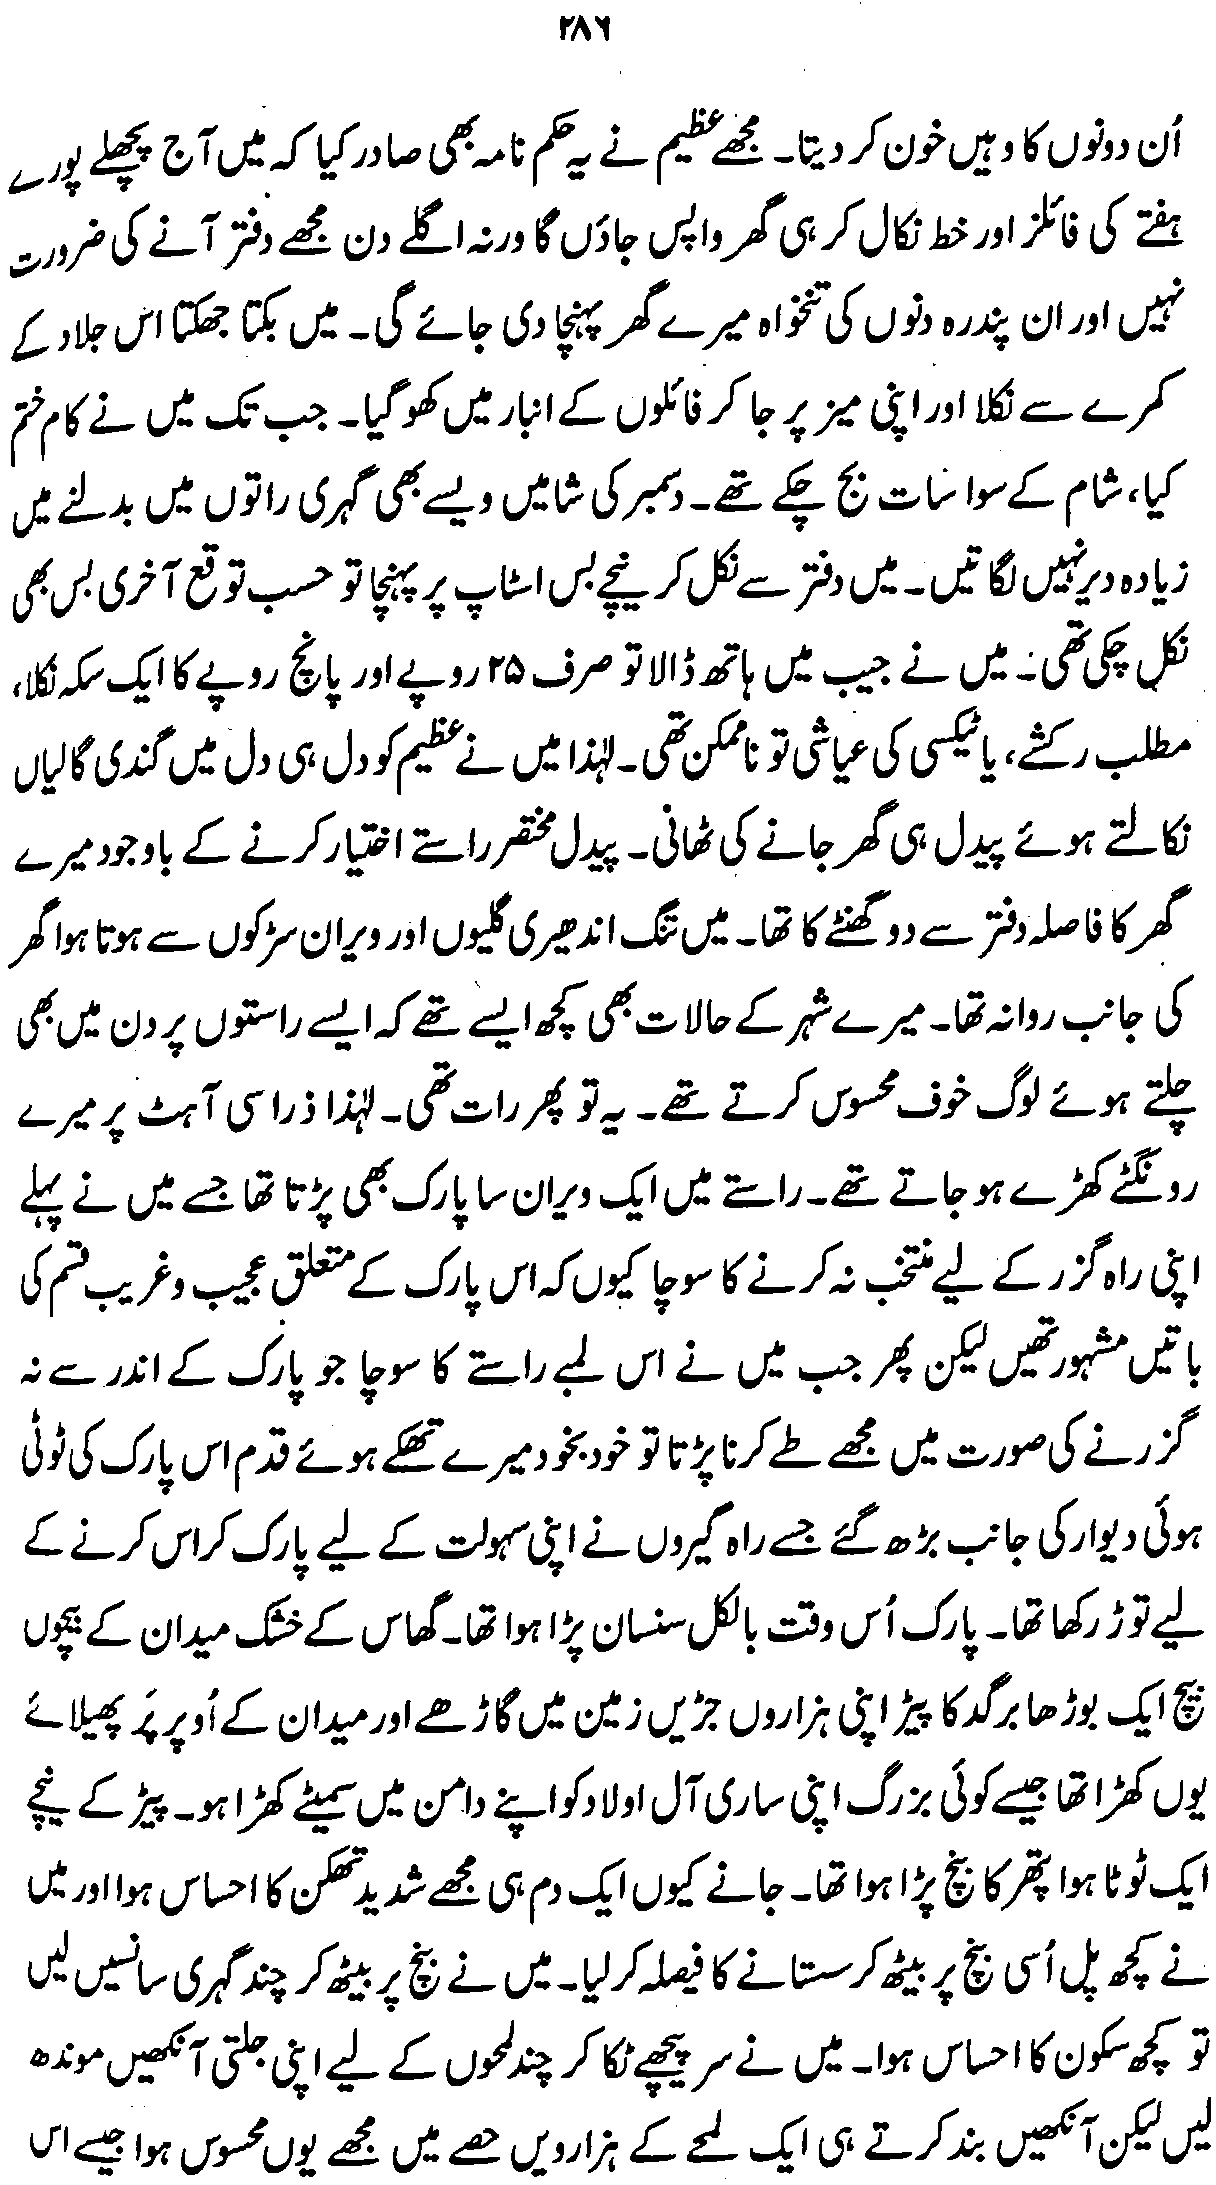 ۲۸۶
اُن دونوں کا وہیں خون کر دیتا۔ مجھے عظیم نے یہ حکم نامہ بھی صادر کیا کہ میں آج پچھلے پورے
ہفتے کی فائلز اور خط نکال کر ہی گھر واپس جاؤں گا ورنہ اگلے دن مجھے دفتر آنے کی ضرورت
نہیں اور ان پندرہ دنوں کی تنخواہ میرے گھر پہنچا دی جائے گی۔ میں بکتا جھکتا اس جلاد کے
کمرے سے نکلا اور اپنی میز پر جا کر فائلوں کے انبار میں کھو گیا۔ جب تک میں نے کام ختم
کیا، شام کے سوا سات بج چکے تھے۔ دسمبر کی شامیں ویسے بھی گہری راتوں میں بدلنے میں
زیادہ دیر نہیں لگاتیں۔ میں دفتر سے نکل کر نیچے بس اسٹاپ پر پہنچا تو حسب توقع آخری بس بھی
نکل چکی تھی۔ میں نے جیب میں ہاتھ ڈالا تو صرف ۲۵ روپے اور پانچ روپے کا ایک سکہ نکلا،
مطلب رکشے، یا ٹیکسی کی عیاشی تو ناممکن تھی۔ لہٰذا میں نے عظیم کو دل ہی دل میں گندی گالیاں
نکالتے ہوئے پیدل ہی گھر جانے کی ٹھانی۔ پیدل مختصر راستے اختیار کرنے کے باوجود میرے
گھر کا فاصلہ دفتر سے دو گھنٹے کا تھا۔ میں تنگ اندھیری گلیوں اور ویران سڑکوں سے ہوتا ہوا گھر
کی جانب روانہ تھا۔ میرے شہر کے حالات بھی کچھ ایسے تھے کہ ایسے راستوں پر دن میں بھی
چلتے ہوئے لوگ خوف محسوس کرتے تھے۔ یہ تو پھر رات تھی۔ لہٰذا ذرا سی آہٹ پر میرے
رونگٹے کھڑے ہو جاتے تھے۔ راستے میں ایک ویران سا پارک بھی پڑتا تھا جسے میں نے پہلے
اپنی راہ گزر کے لیے منتخب نہ کرنے کا سوچا کیوں کہ اس پارک کے متعلق عجیب و غریب قسم کی
باتیں مشہور تھیں لیکن پھر جب میں نے اس لمبے راستے کا سوچا جو پارک کے اندر سے نہ
گزرنے کی صورت میں مجھے طے کرنا پڑتا تو خود بخود میرے تھکے ہوئے قدم اس پارک کی ٹوٹی
ہوئی دیوار کی جانب بڑھ گئے جسے راہ گیروں نے اپنی سہولت کے لیے پارک کراس کرنے کے
لیے توڑ رکھا تھا۔ پارک اُس وقت بالکل سنسان پڑا ہوا تھا۔ گھاس کے خشک میدان کے بیچوں
بیچ ایک بوڑھا برگد کا پیڑ اپنی ہزاروں جڑیں زمین میں گاڑھے اور میدان کے اُوپر پَر پھیلائے
یوں کھڑا تھا جیسے کوئی بزرگ اپنی ساری آل اولاد کو اپنے دامن میں سمیٹے کھڑا ہو۔ پیڑ کے نیچے
ایک ٹوٹا ہوا پتھر کا بنچ پڑا ہوا تھا۔ جانے کیوں ایک دم ہی مجھے شدید تھکن کا احساس ہوا اور میں
نے کچھ پل اُسی بنچ پر بیٹھ کر سستانے کا فیصلہ کر لیا۔ میں نے بنچ پر بیٹھ کر چند گہری سانسیں لیں
تو کچھ سکون کا احساس ہوا۔ میں نے سر پیچھے ٹکا کر چند لمحوں کے لیے اپنی جلتی آنکھیں موندھ
لیں لیکن آنکھیں بند کرتے ہی ایک لمحے کے ہزارویں حصے میں مجھے یوں محسوس ہوا جیسے اس